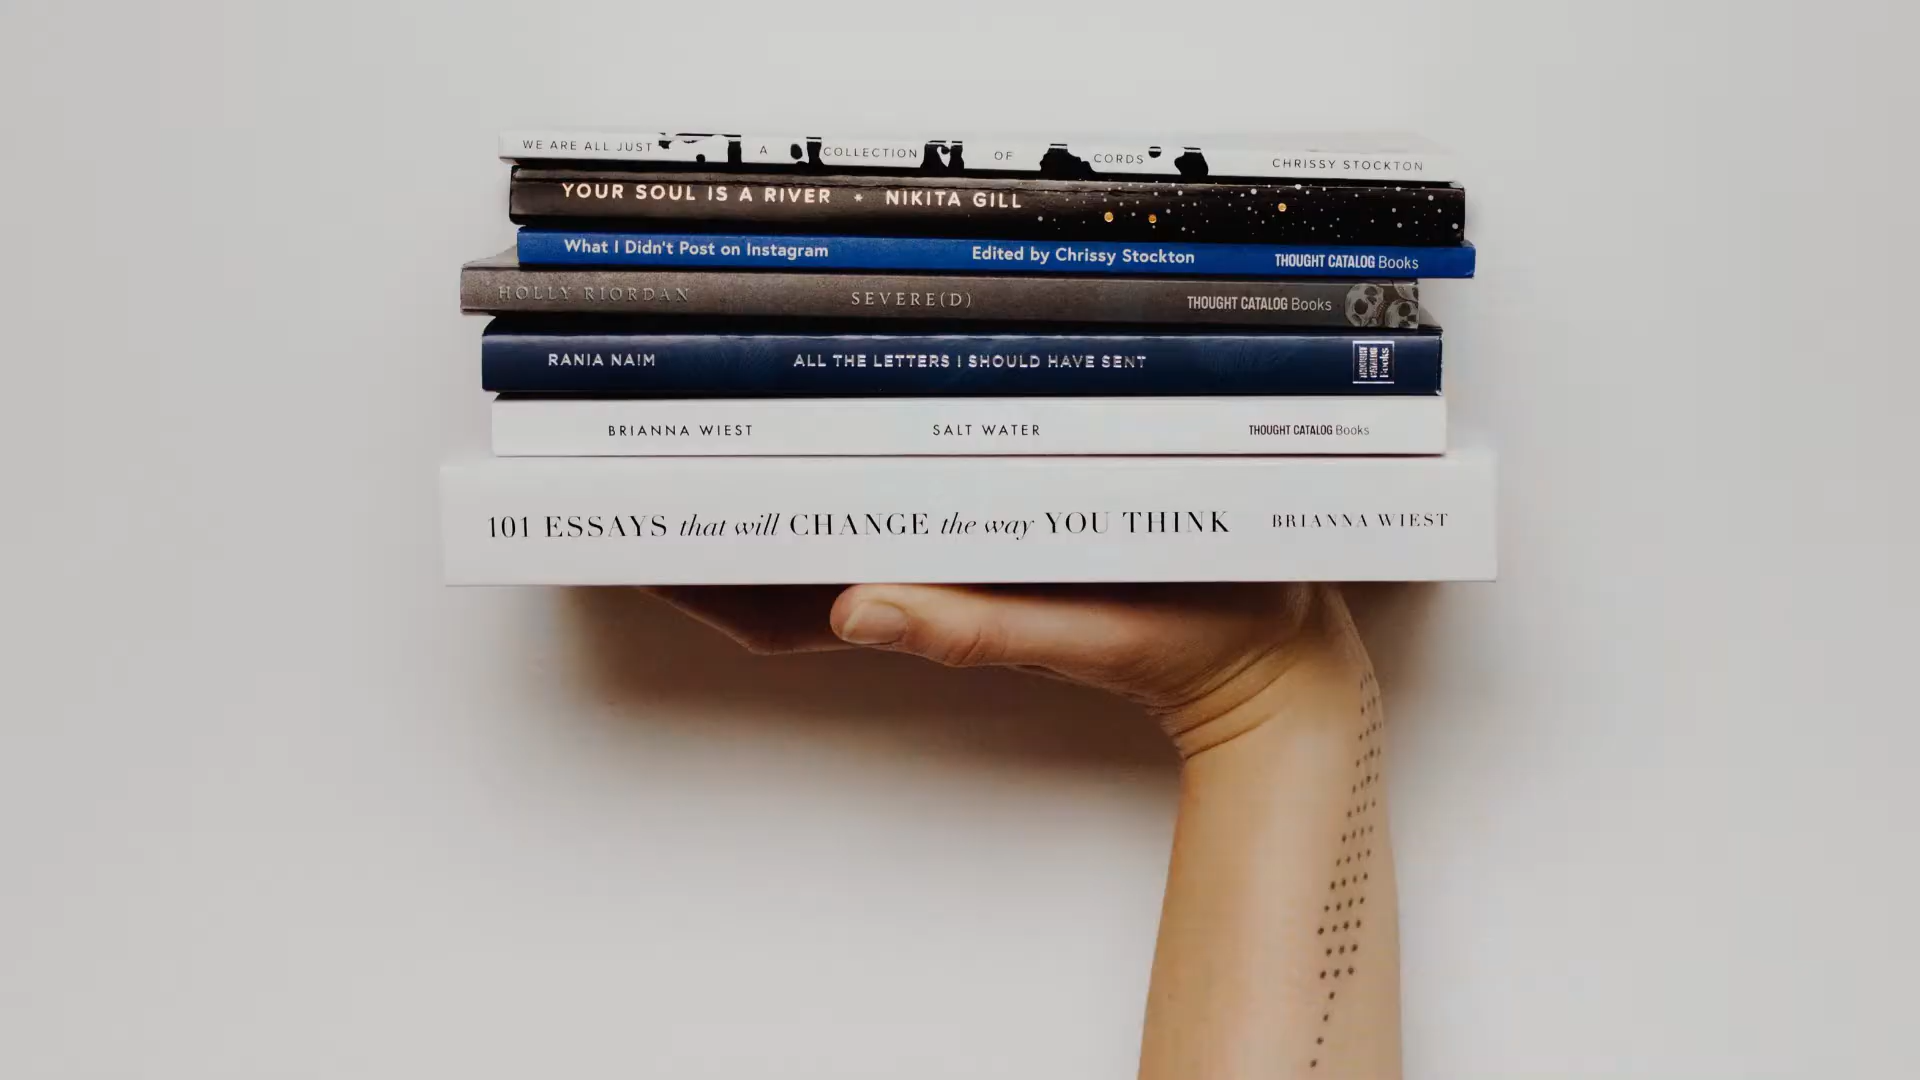 WE ARE ALL JUST A COLLECTION OF CORDS CHRISSY STOCKTON
YOUR SOUL IS A RIVER * NIKITA GILL
What I Didn't Post on Instagram Edited by Chrissy Stockton THOUGHT CATALOG Books
HOLLY RIORDAN SEVERE(D) THOUGHT CATALOG Books
RANIA NAIM ALL THE LETTERS I SHOULD HAVE SENT THOUGHT CATALOG Books
BRIANNA WIEST SALT WATER THOUGHT CATALOG Books
101 ESSAYS that will CHANGE the way YOU THINK BRIANNA WIEST